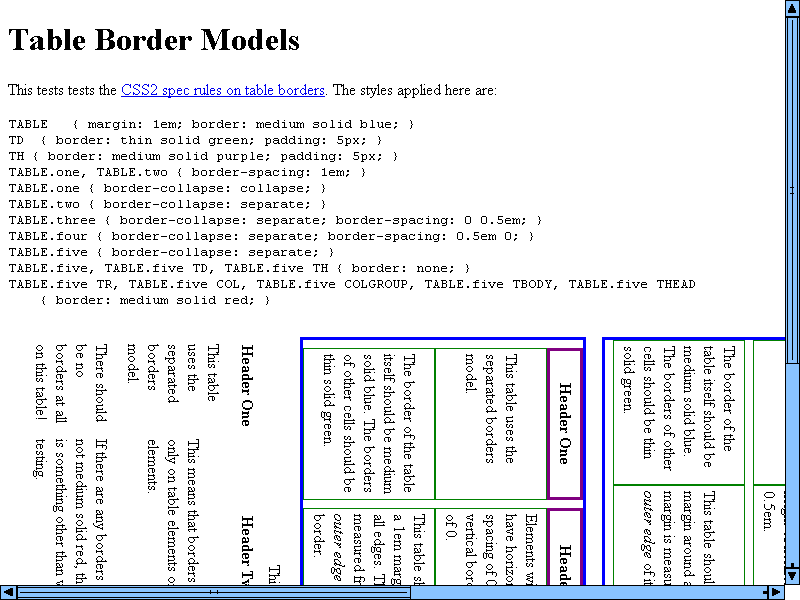 Table Border Models
This tests tests the CSS2 spec rules on table borders. The styles applied here are:
TABLE   { margin: 1em; border: medium solid blue; }
TD  { border: thin solid green; padding: 5px; }
TH { border: medium solid purple; padding: 5px; }
TABLE.one, TABLE.two { border-spacing: 1em; }
TABLE.one { border-collapse: collapse; }
TABLE.two { border-collapse: separate; }
TABLE.three { border-collapse: separate; border-spacing: 0 0.5em; }
TABLE.four { border-collapse: separate; border-spacing: 0.5em 0; }
TABLE.five { border-collapse: separate; }
TABLE.five, TABLE.five TD, TABLE.five TH { border: none; }
TABLE.five TR, TABLE.five COL, TABLE.five COLGROUP, TABLE.five TBODY, TABLE.five THEAD
{ border: medium solid red; }
0.5em.
The border of the
table itself should be
medium solid blue.
The borders of other
cells should be thin
solid green.
This table shoul
margin around a
margin is measu
outer edge of it
Header One
Heade
This table uses the
separated borders
model.
Elements wi
have horizon
spacing of 0
vertical bord
of 0.
The border of the table
itself should be medium
solid blue. The borders
of other cells should be
thin solid green.
This table sh
a 1em marg
all edges. Th
measured fr
outer edge
border.
Thi
Header One
Header Tw
This table
uses the
separated
borders
model.
This means that borders
only on table elements o
elements.
There should
be no
borders at all
on this table!
If there are any borders
not medium solid red, th
is something other than w
testing.